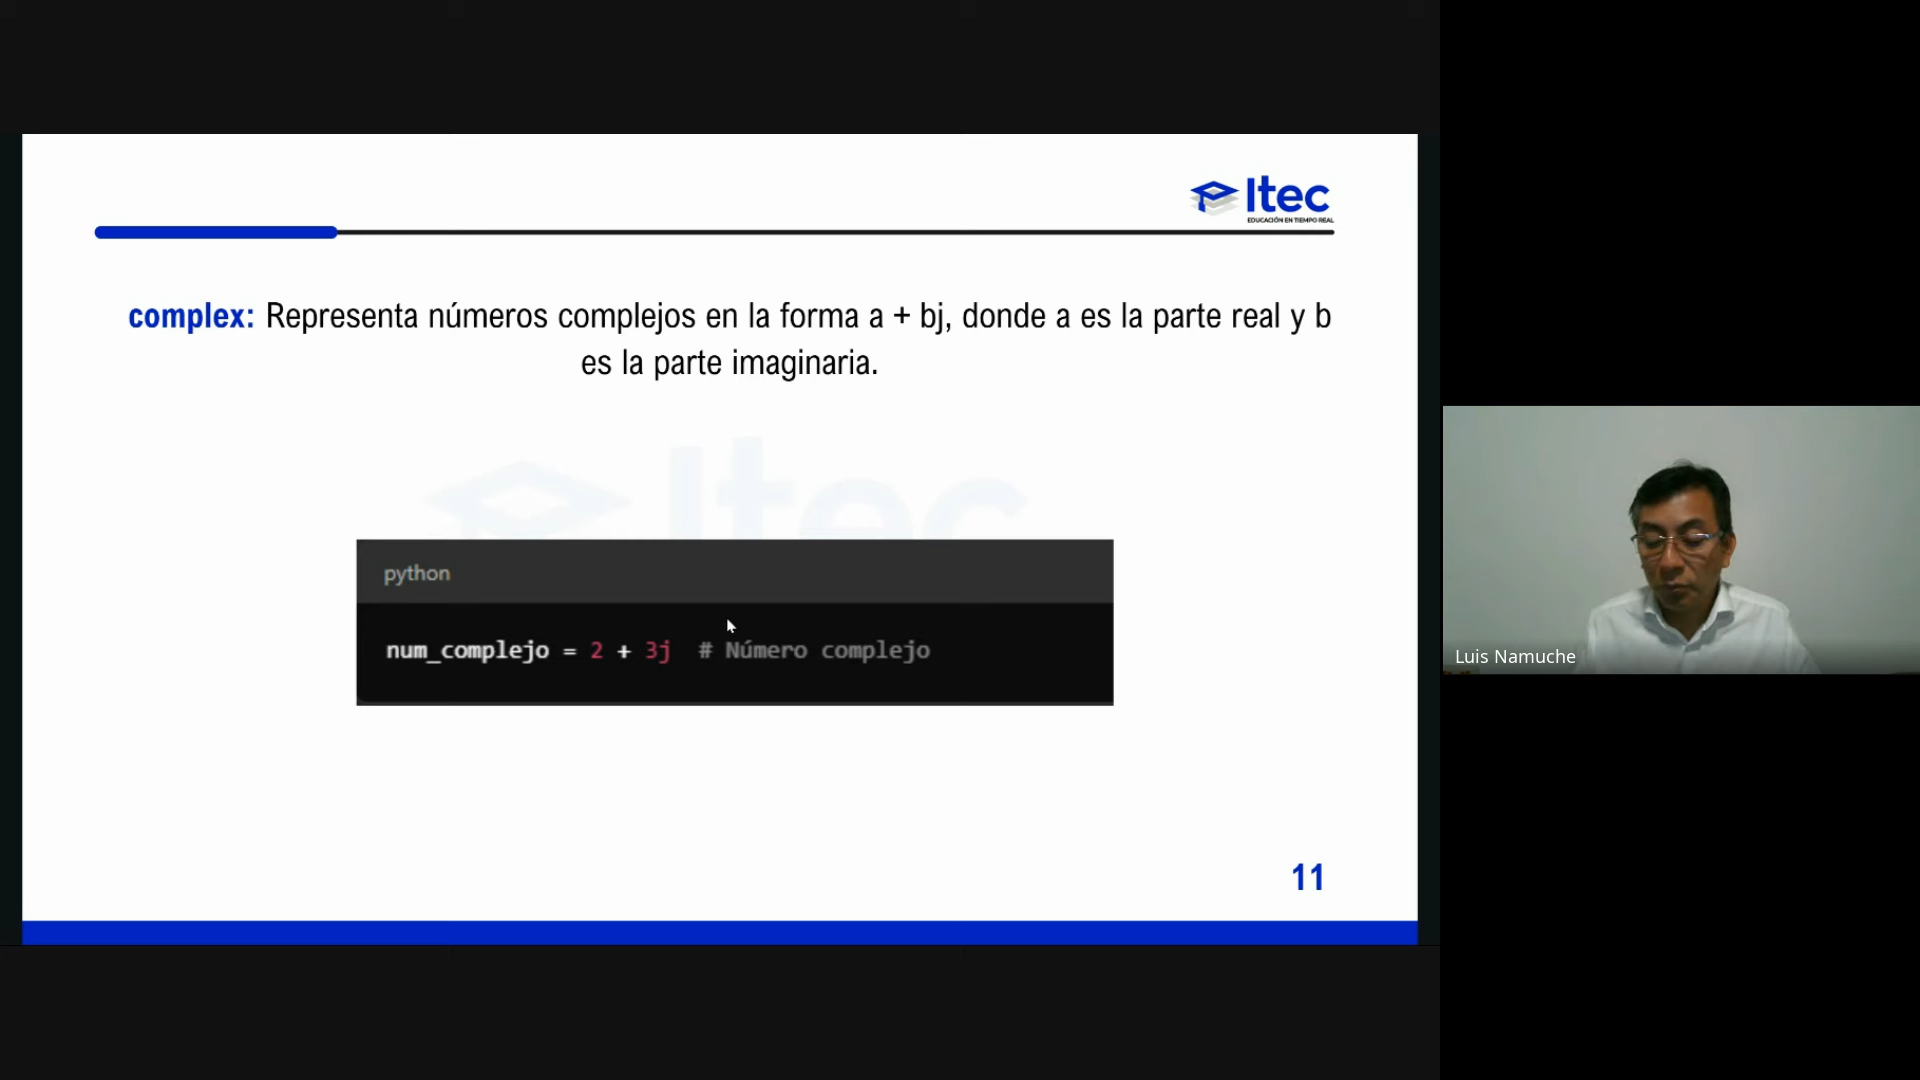 Itec
EDUCACIÓN EN TIEMPO REAL
complex: Representa números complejos en la forma a + bj, donde a es la parte real y b
es la parte imaginaria.
Itec
python
num_complejo = 2 + 3j  # Número complejo
11
Luis Namuche